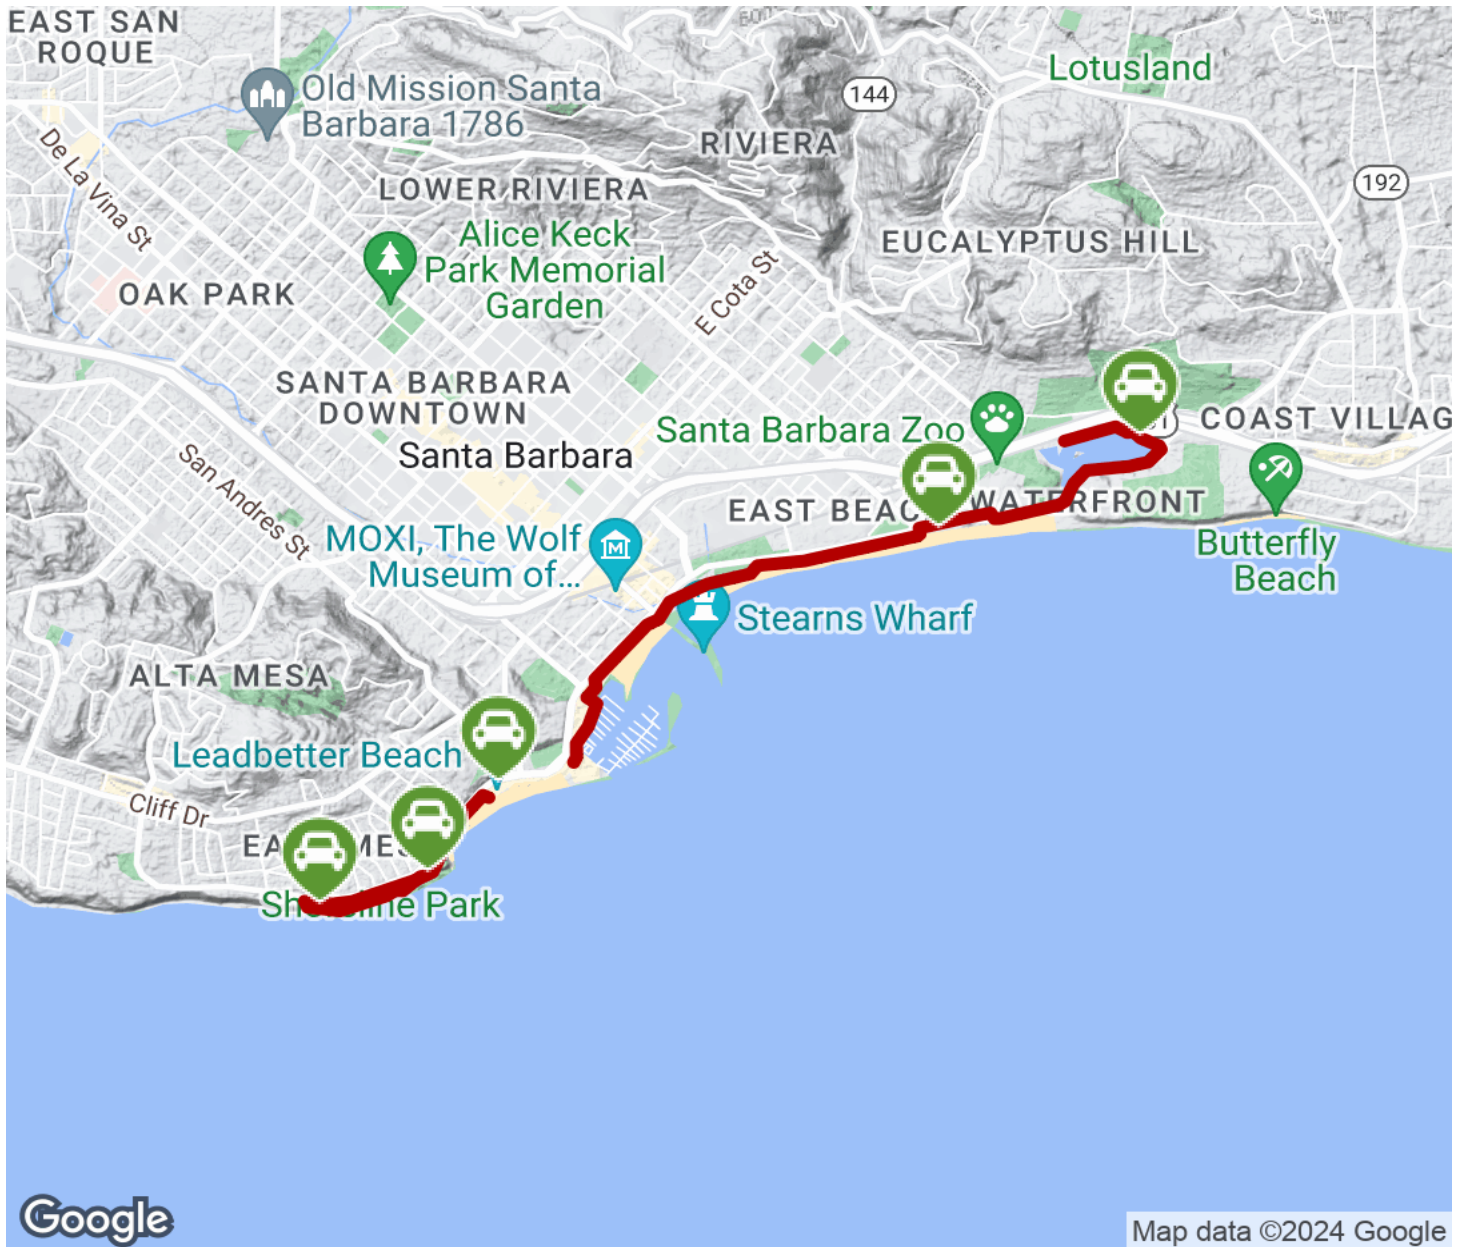 EAST SAN
ROQUE
Old Mission Santa
Barbara 1786
144
Lotusland
RIVIERA
192
De La Vina St
LOWER RIVIERA
Alice Keck
Park Memorial
Garden
E Cota St
EUCALYPTUS HILL
OAK PARK
SANTA BARBARA
DOWNTOWN
Santa Barbara
Santa Barbara Zoo
COAST VILLAG
San Andres St
EAST BEAC
WATERFRONT
MOXI, The Wolf
Museum of...
Butterfly
Beach
Stearns Wharf
ALTA MESA
Leadbetter Beach
Cliff Dr
EA
ME
Shoreline Park
Google
Map data ©2024 Google